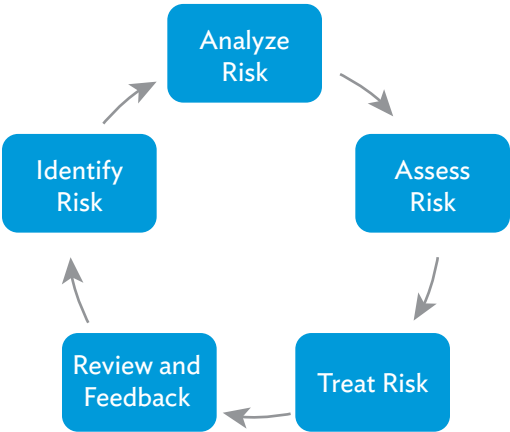 Analyze
Risk
Identify
Risk
Assess
Risk
Review and
Feedback
Treat Risk